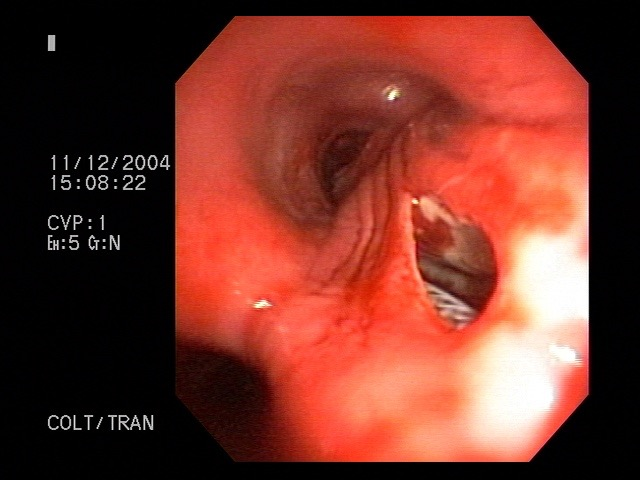 11/12/2004
15:08:22
CVP:1
Eh:5 Cr:N
COLT/TRAN